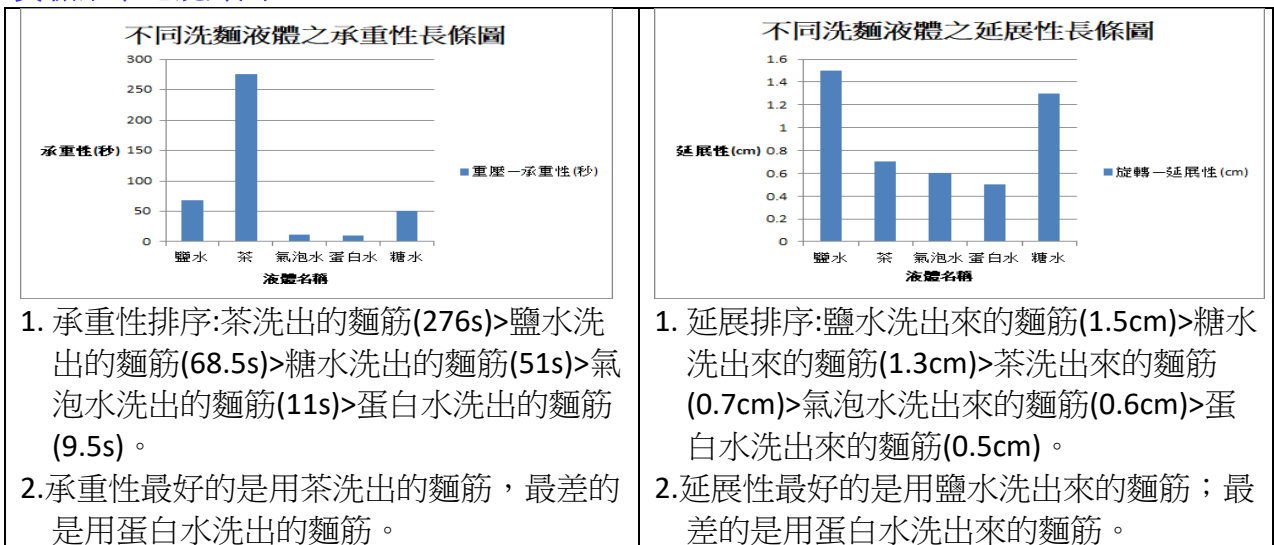 不同洗麵液體之承重性長條圖
300
250
200
承重性(秒) 150
100
50
0
鹽水 茶 氣泡水 蛋白水 糖水
液體名稱
重壓—承重性(秒)
1. 承重性排序:茶洗出的麵筋(276s)>鹽水洗
出的麵筋(68.5s)>糖水洗出的麵筋(51s)>氣
泡水洗出的麵筋(11s)>蛋白水洗出的麵筋
(9.5s)。
2.承重性最好的是用茶洗出的麵筋，最差的
是用蛋白水洗出的麵筋。
不同洗麵液體之延展性長條圖
1.6
1.4
1.2
1
延展性(cm) 0.8
0.6
0.4
0.2
0
鹽水 茶 氣泡水 蛋白水 糖水
液體名稱
旋轉—延展性(cm)
1. 延展排序:鹽水洗出來的麵筋(1.5cm)>糖水
洗出來的麵筋(1.3cm)>茶洗出來的麵筋
(0.7cm)>氣泡水洗出來的麵筋(0.6cm)>蛋
白水洗出來的麵筋(0.5cm)。
2.延展性最好的是用鹽水洗出來的麵筋；最
差的是用蛋白水洗出來的麵筋。